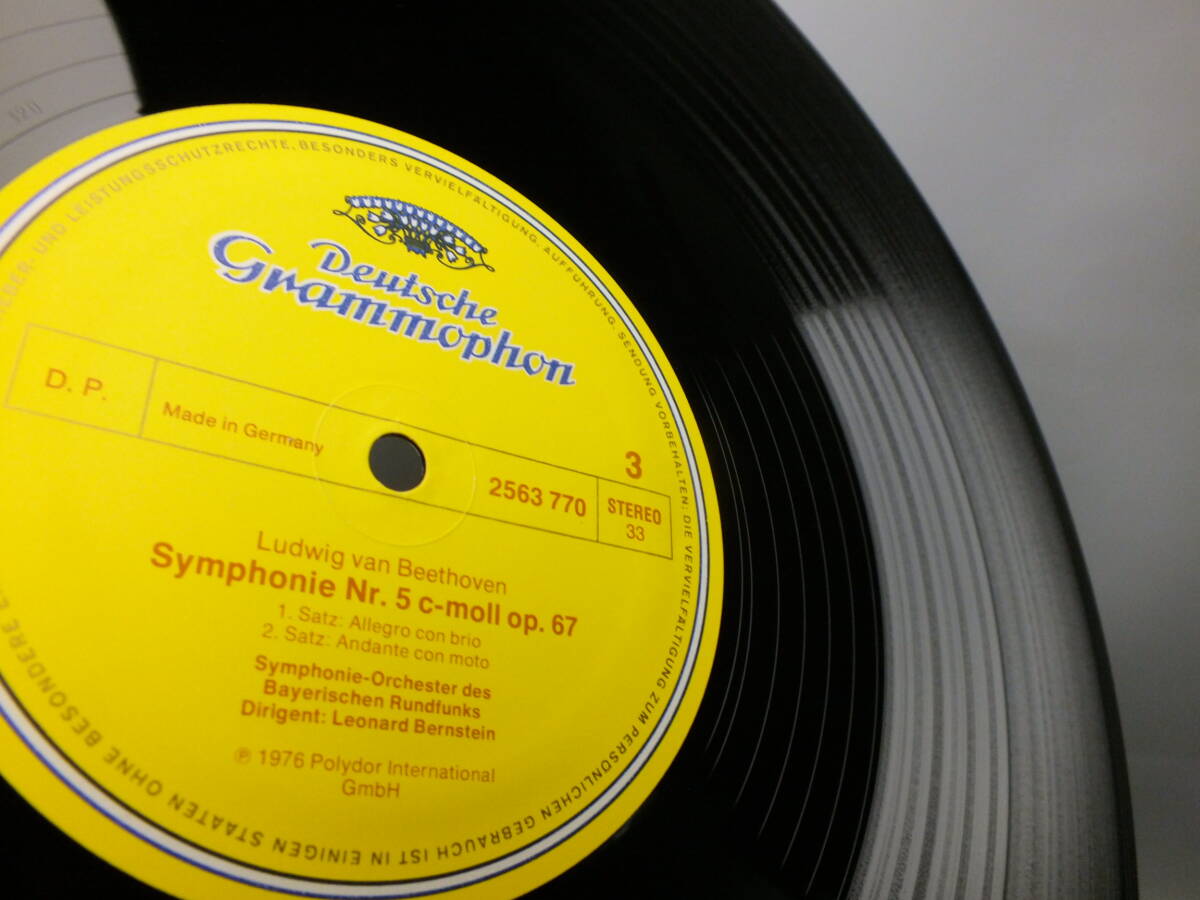 Deutsche
Grammophon
D. P.
Made in Germany
2563 770
3
STEREO
33
Ludwig van Beethoven
Symphonie Nr. 5 c-moll op. 67
1. Satz: Allegro con brio
2. Satz: Andante con moto
Symphonie-Orchester des
Bayerischen Rundfunks
Dirigent: Leonard Bernstein
℗ 1976 Polydor International
GmbH
UND LEISTUNGSSCHUTZRECHTE, BESONDERS VERVIELFÄLTIGUNG, AUFFÜHRUNG, SENDUNG VORBEHALTEN; DIE VERVIELFÄLTIGUNG ZUM PERSÖNLICHEN GEBRAUCH IST IN EINIGEN STAATEN OHNE BESONDERE